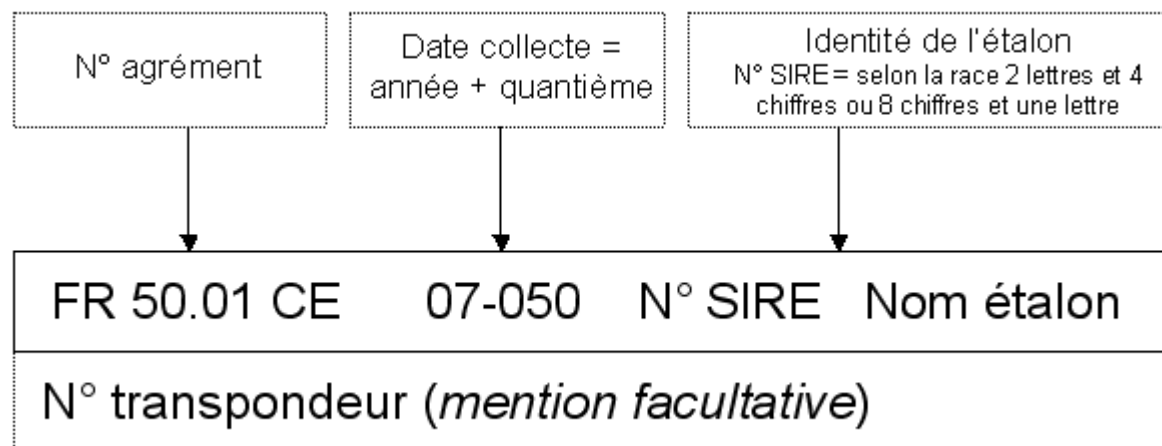 N° agrément
Date collecte =
année + quantième
Identité de l'étalon
N° SIRE = selon la race 2 lettres et 4
chiffres ou 8 chiffres et une lettre
FR 50.01 CE 07-050 N° SIRE Nom étalon
N° transpondeur (mention facultative)